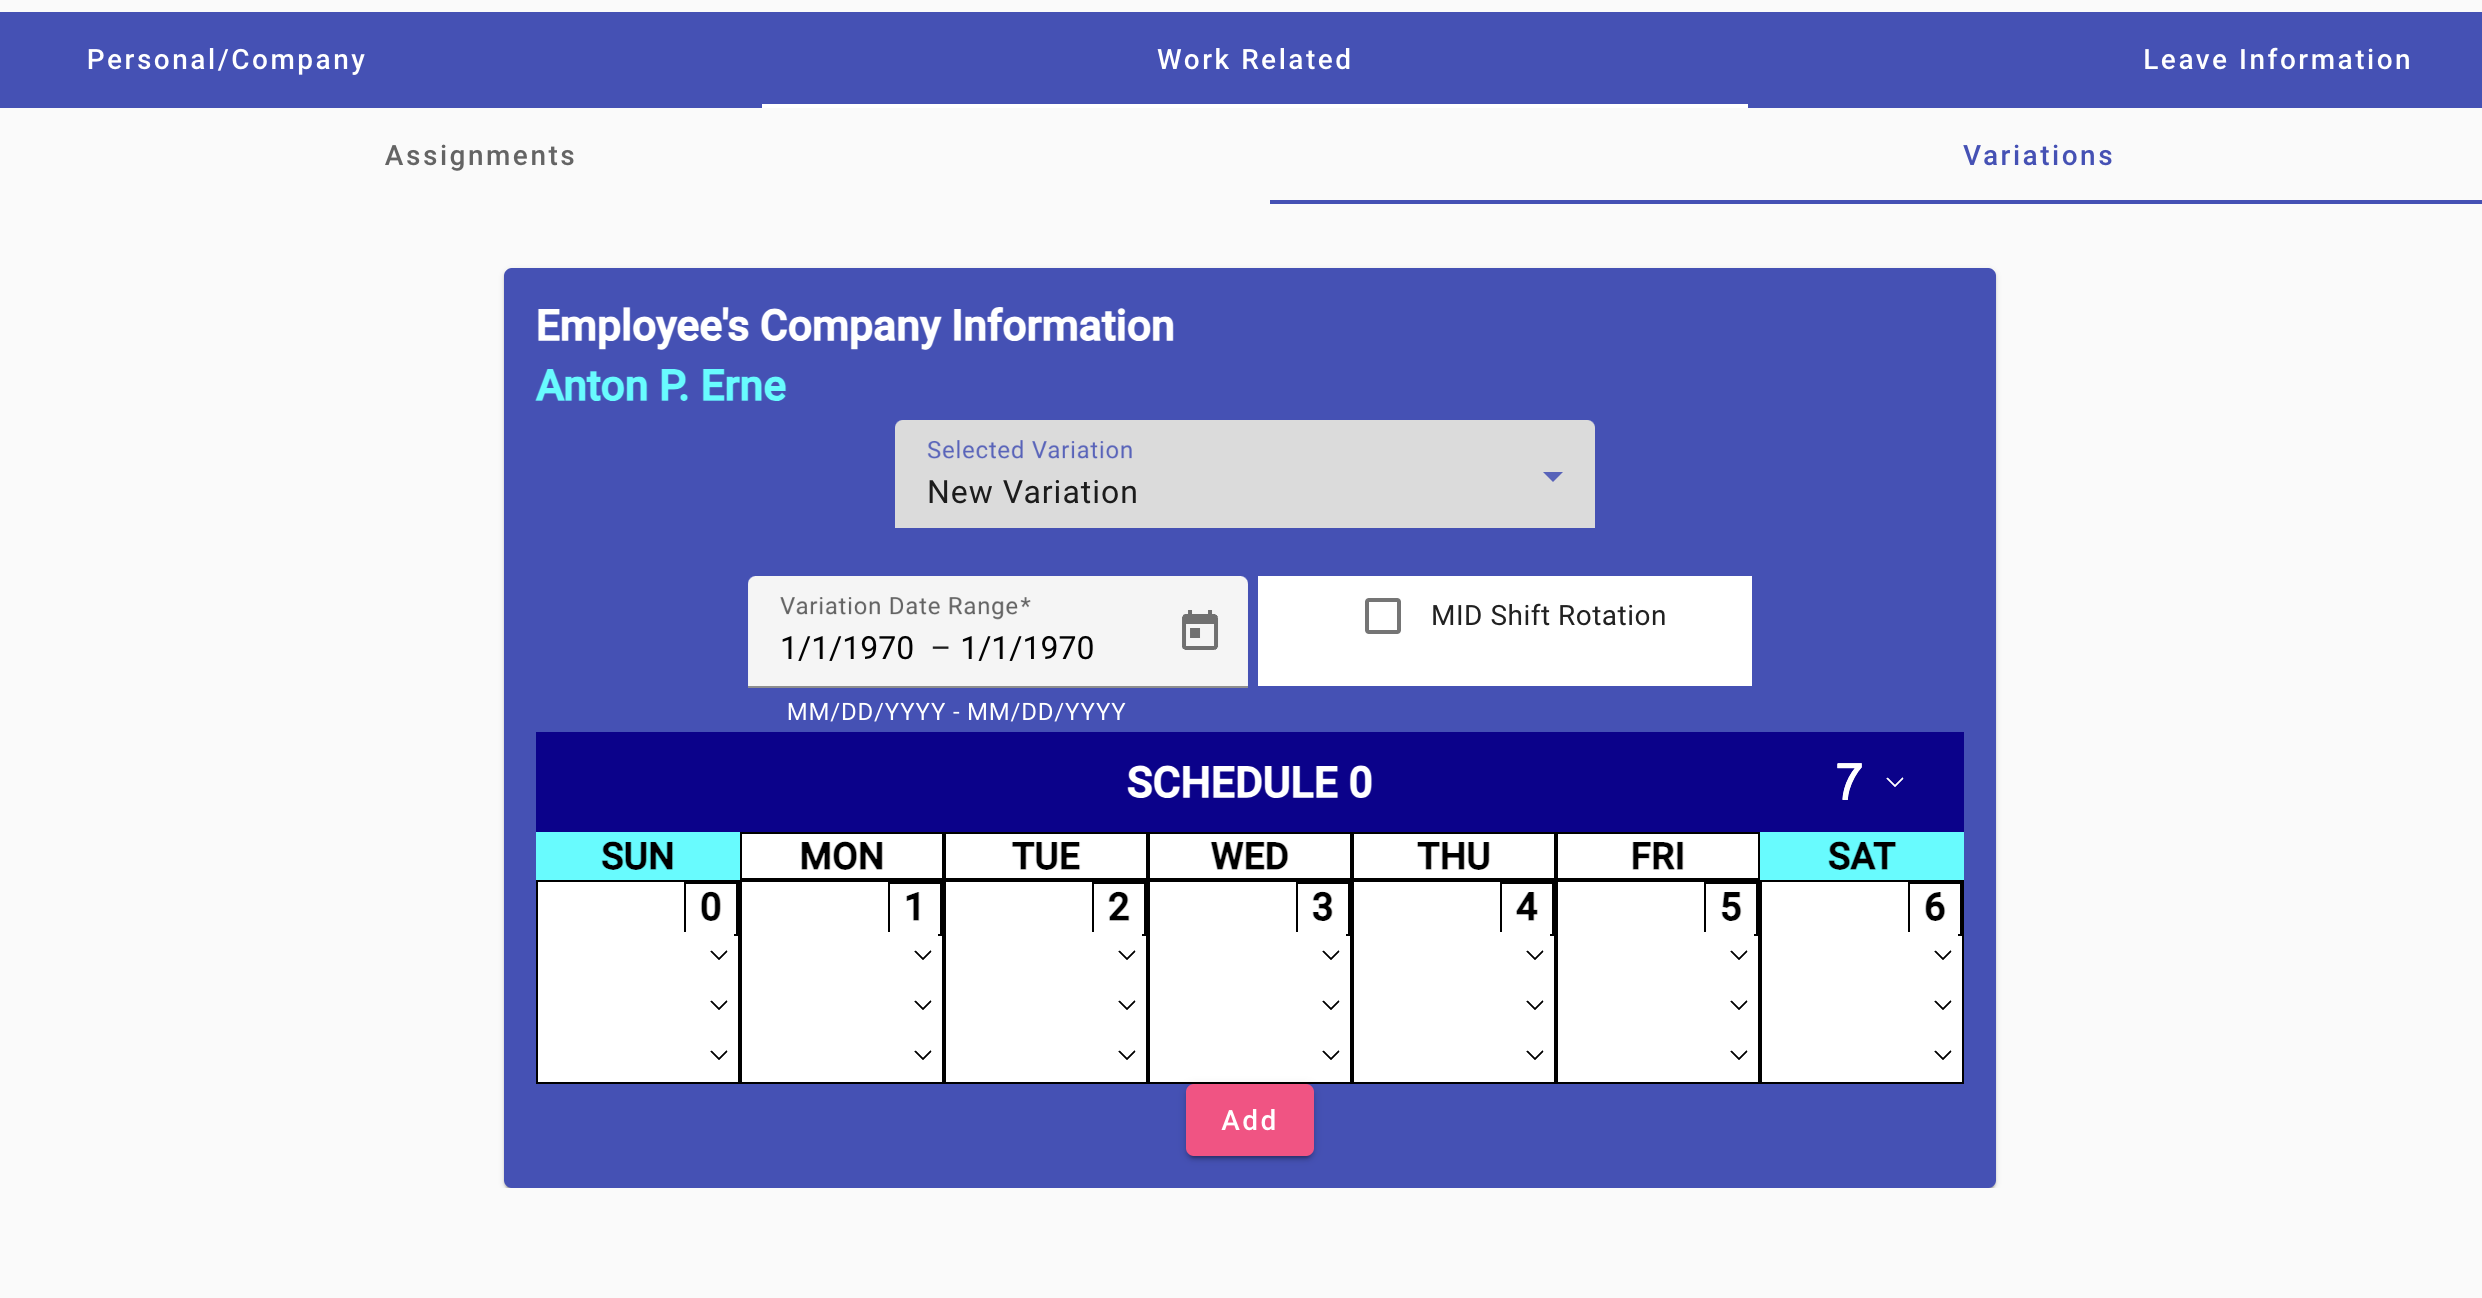 Personal/Company Work Related Leave Information
Assignments Variations
Employee's Company Information
Anton P. Erne
Selected Variation
New Variation
Variation Date Range*
1/1/1970 – 1/1/1970
MID Shift Rotation
MM/DD/YYYY - MM/DD/YYYY
SCHEDULE 0 7
SUN MON TUE WED THU FRI SAT
0 1 2 3 4 5 6
Add